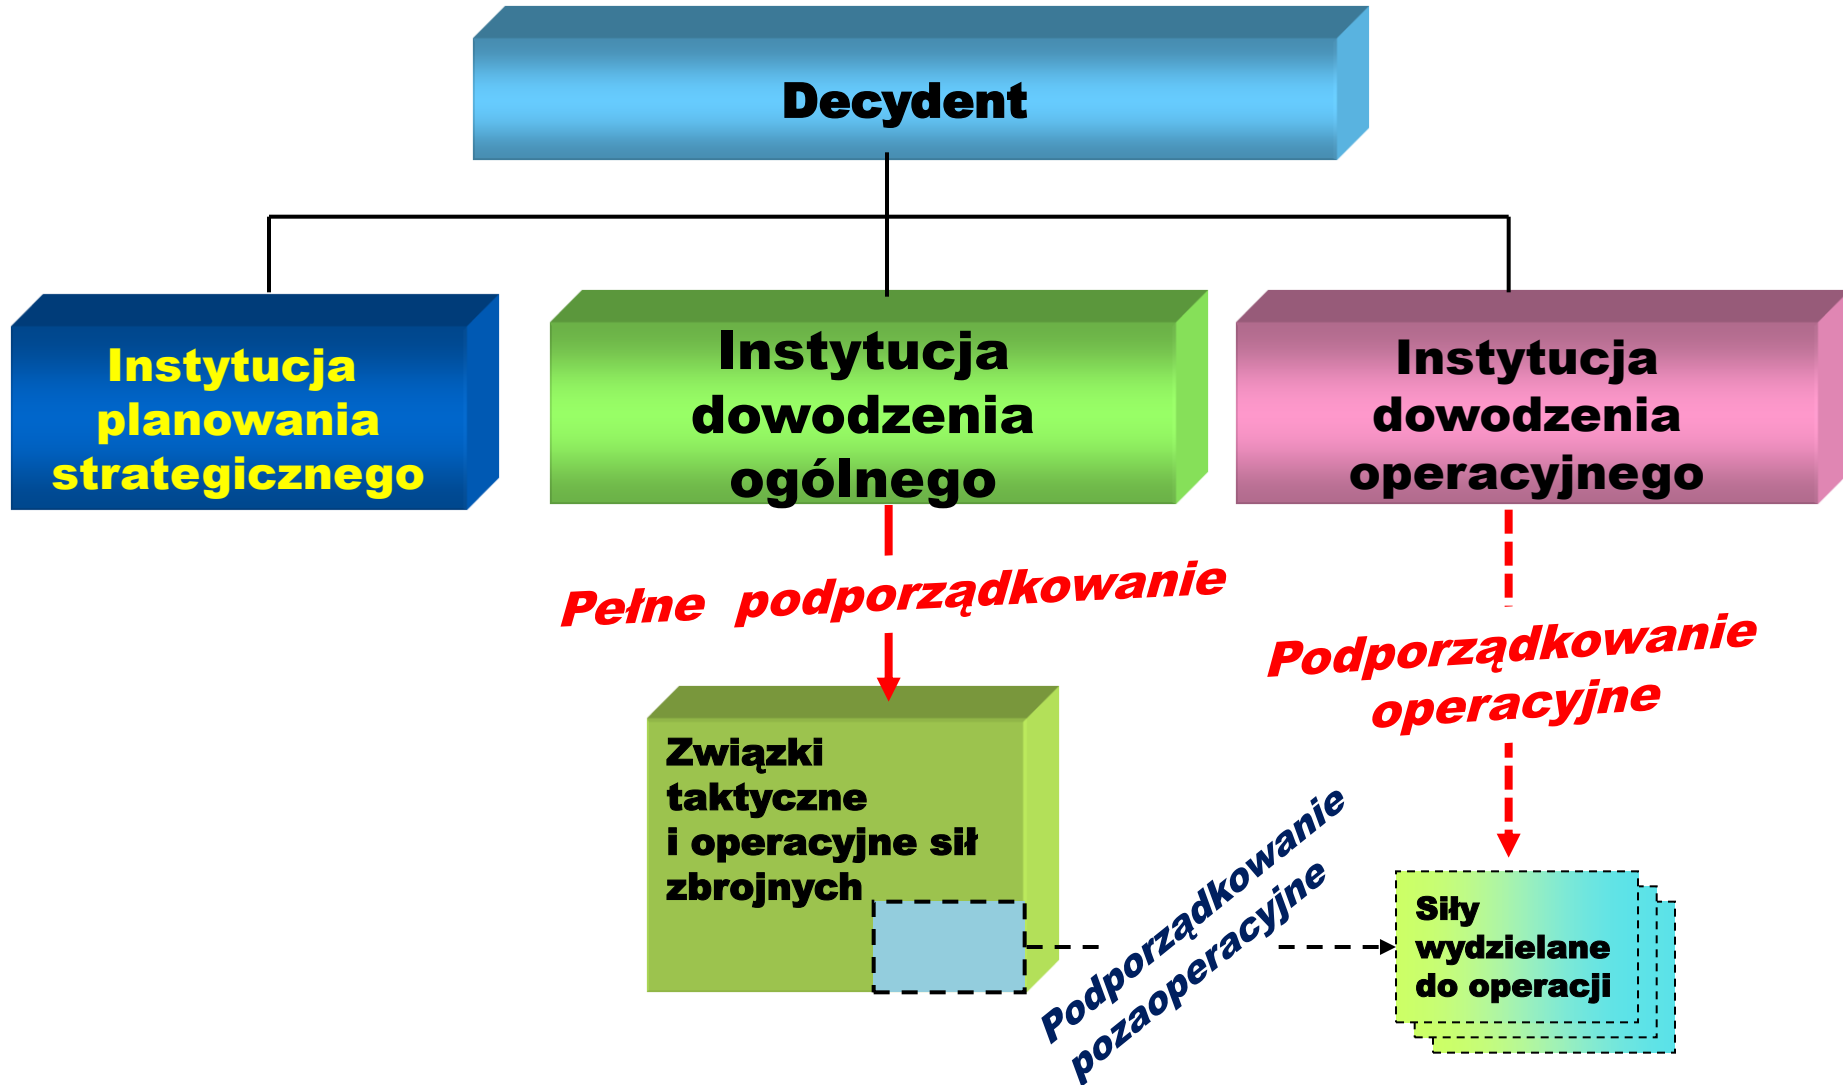 Decydent
Instytucja
planowania
strategicznego
Instytucja
dowodzenia
ogólnego
Instytucja
dowodzenia
operacyjnego
Pełne podporządkowanie
Podporządkowanie
operacyjne
Związki
taktyczne
i operacyjne sił
zbrojnych
Podporządkowanie
pozaoperacyjne
Siły
wydzielane
do operacji